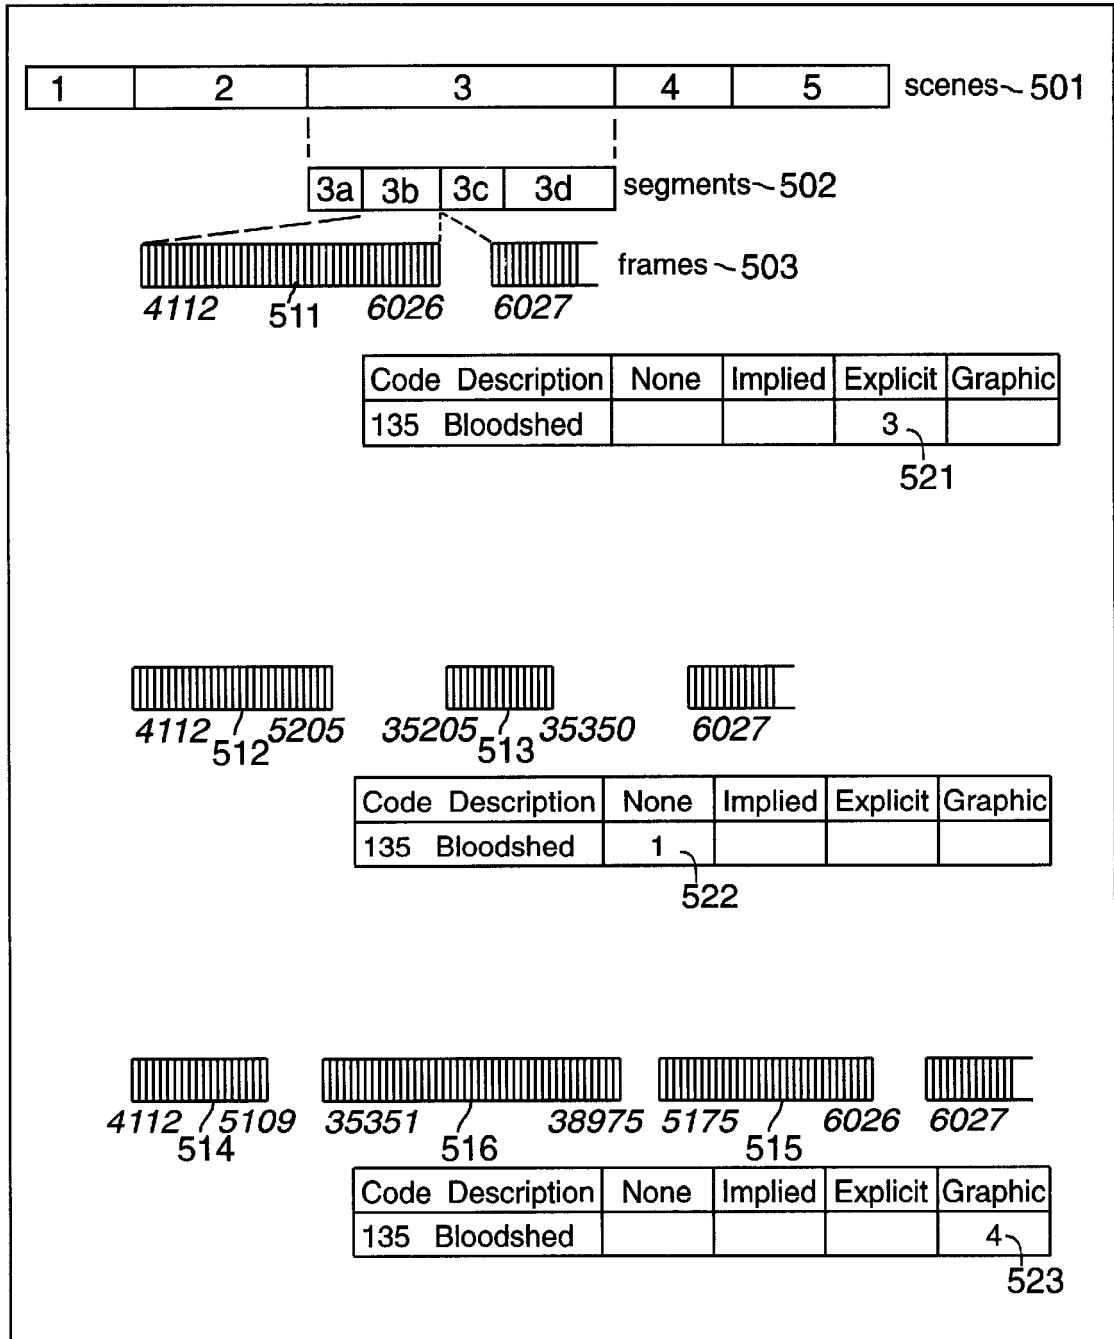 1 2 3 4 5 scenes 501
3a 3b 3c 3d segments 502
frames 503
4112 511 6026 6027
Code Description None Implied Explicit Graphic
135 Bloodshed 3
521
4112 512 5205 35205 513 35350 6027
Code Description None Implied Explicit Graphic
135 Bloodshed 1
522
4112 514 5109 35351 516 38975 5175 515 6026 6027
Code Description None Implied Explicit Graphic
135 Bloodshed 4
523